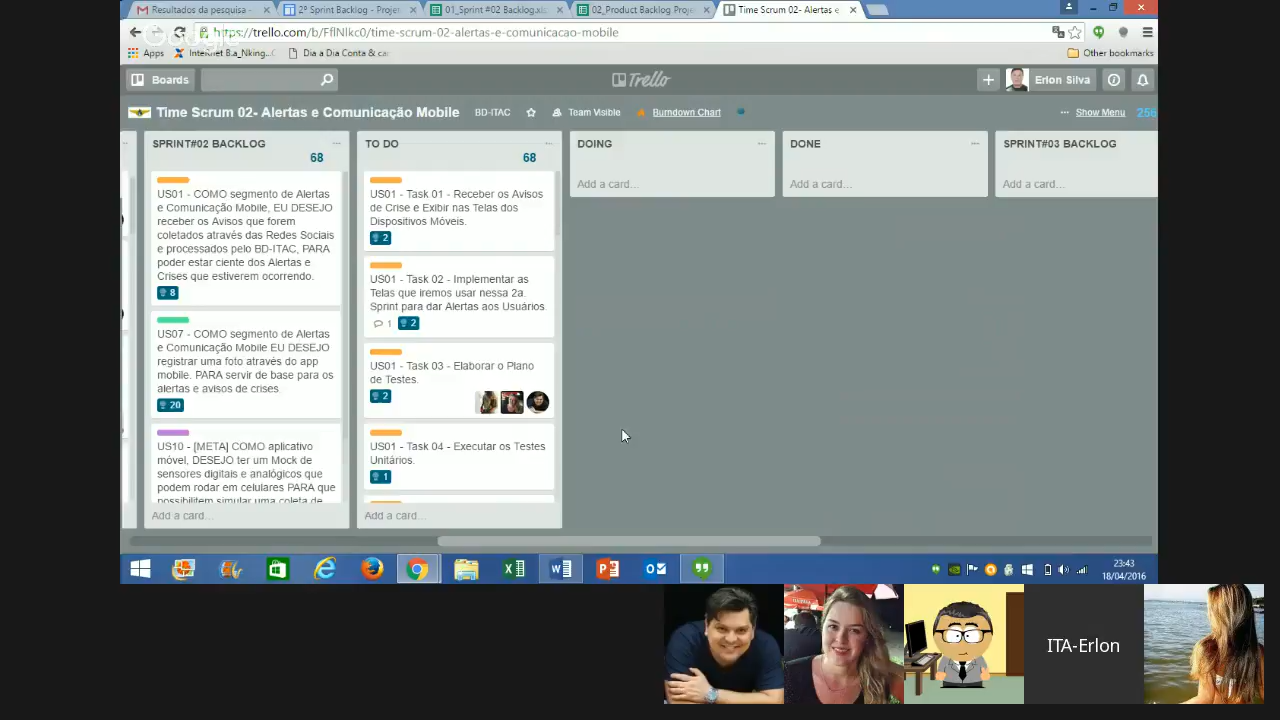 Resultados da pesquisa -
2º Sprint Backlog - Projet
01_Sprint #02 Backlog.xls
02_Product Backlog Proje
Time Scrum 02- Alertas e
Google
https://trello.com/b/FflNIkc0/time-scrum-02-alertas-e-comunicacao-mobile
Apps
Dia a Dia Conta & ca
Other bookmarks
Boards
Trello
Erlon Silva
Time Scrum 02- Alertas e Comunicação Mobile
BD-ITAC
Team Visible
Burndown Chart
Show Menu
256
SPRINT#02 BACKLOG
68
US01 - COMO segmento de Alertas
e Comunicação Mobile, EU DESEJO
receber os Avisos que forem
coletados através das Redes Sociais
e processados pelo BD-ITAC, PARA
poder estar ciente dos Alertas e
Crises que estiverem ocorrendo.
8
US07 - COMO segmento de Alertas
e Comunicação Mobile EU DESEJO
registrar uma foto através do app
mobile. PARA servir de base para os
alertas e avisos de crises.
20
US10 - [META] COMO aplicativo
móvel, DESEJO ter um Mock de
sensores digitais e analógicos que
podem rodar em celulares PARA que
possibilitem simular uma coleta de
Add a card...
TO DO
68
US01 - Task 01 - Receber os Avisos
de Crise e Exibir nas Telas dos
Dispositivos Móveis.
2
US01 - Task 02 - Implementar as
Telas que iremos usar nessa 2a.
Sprint para dar Alertas aos Usuários.
1 2
US01 - Task 03 - Elaborar o Plano
de Testes.
2
US01 - Task 04 - Executar os Testes
Unitários.
1
Add a card...
DOING
Add a card...
DONE
Add a card...
SPRINT#03 BACKLOG
Add a card...
23:43
18/04/2016
ITA-Erlon